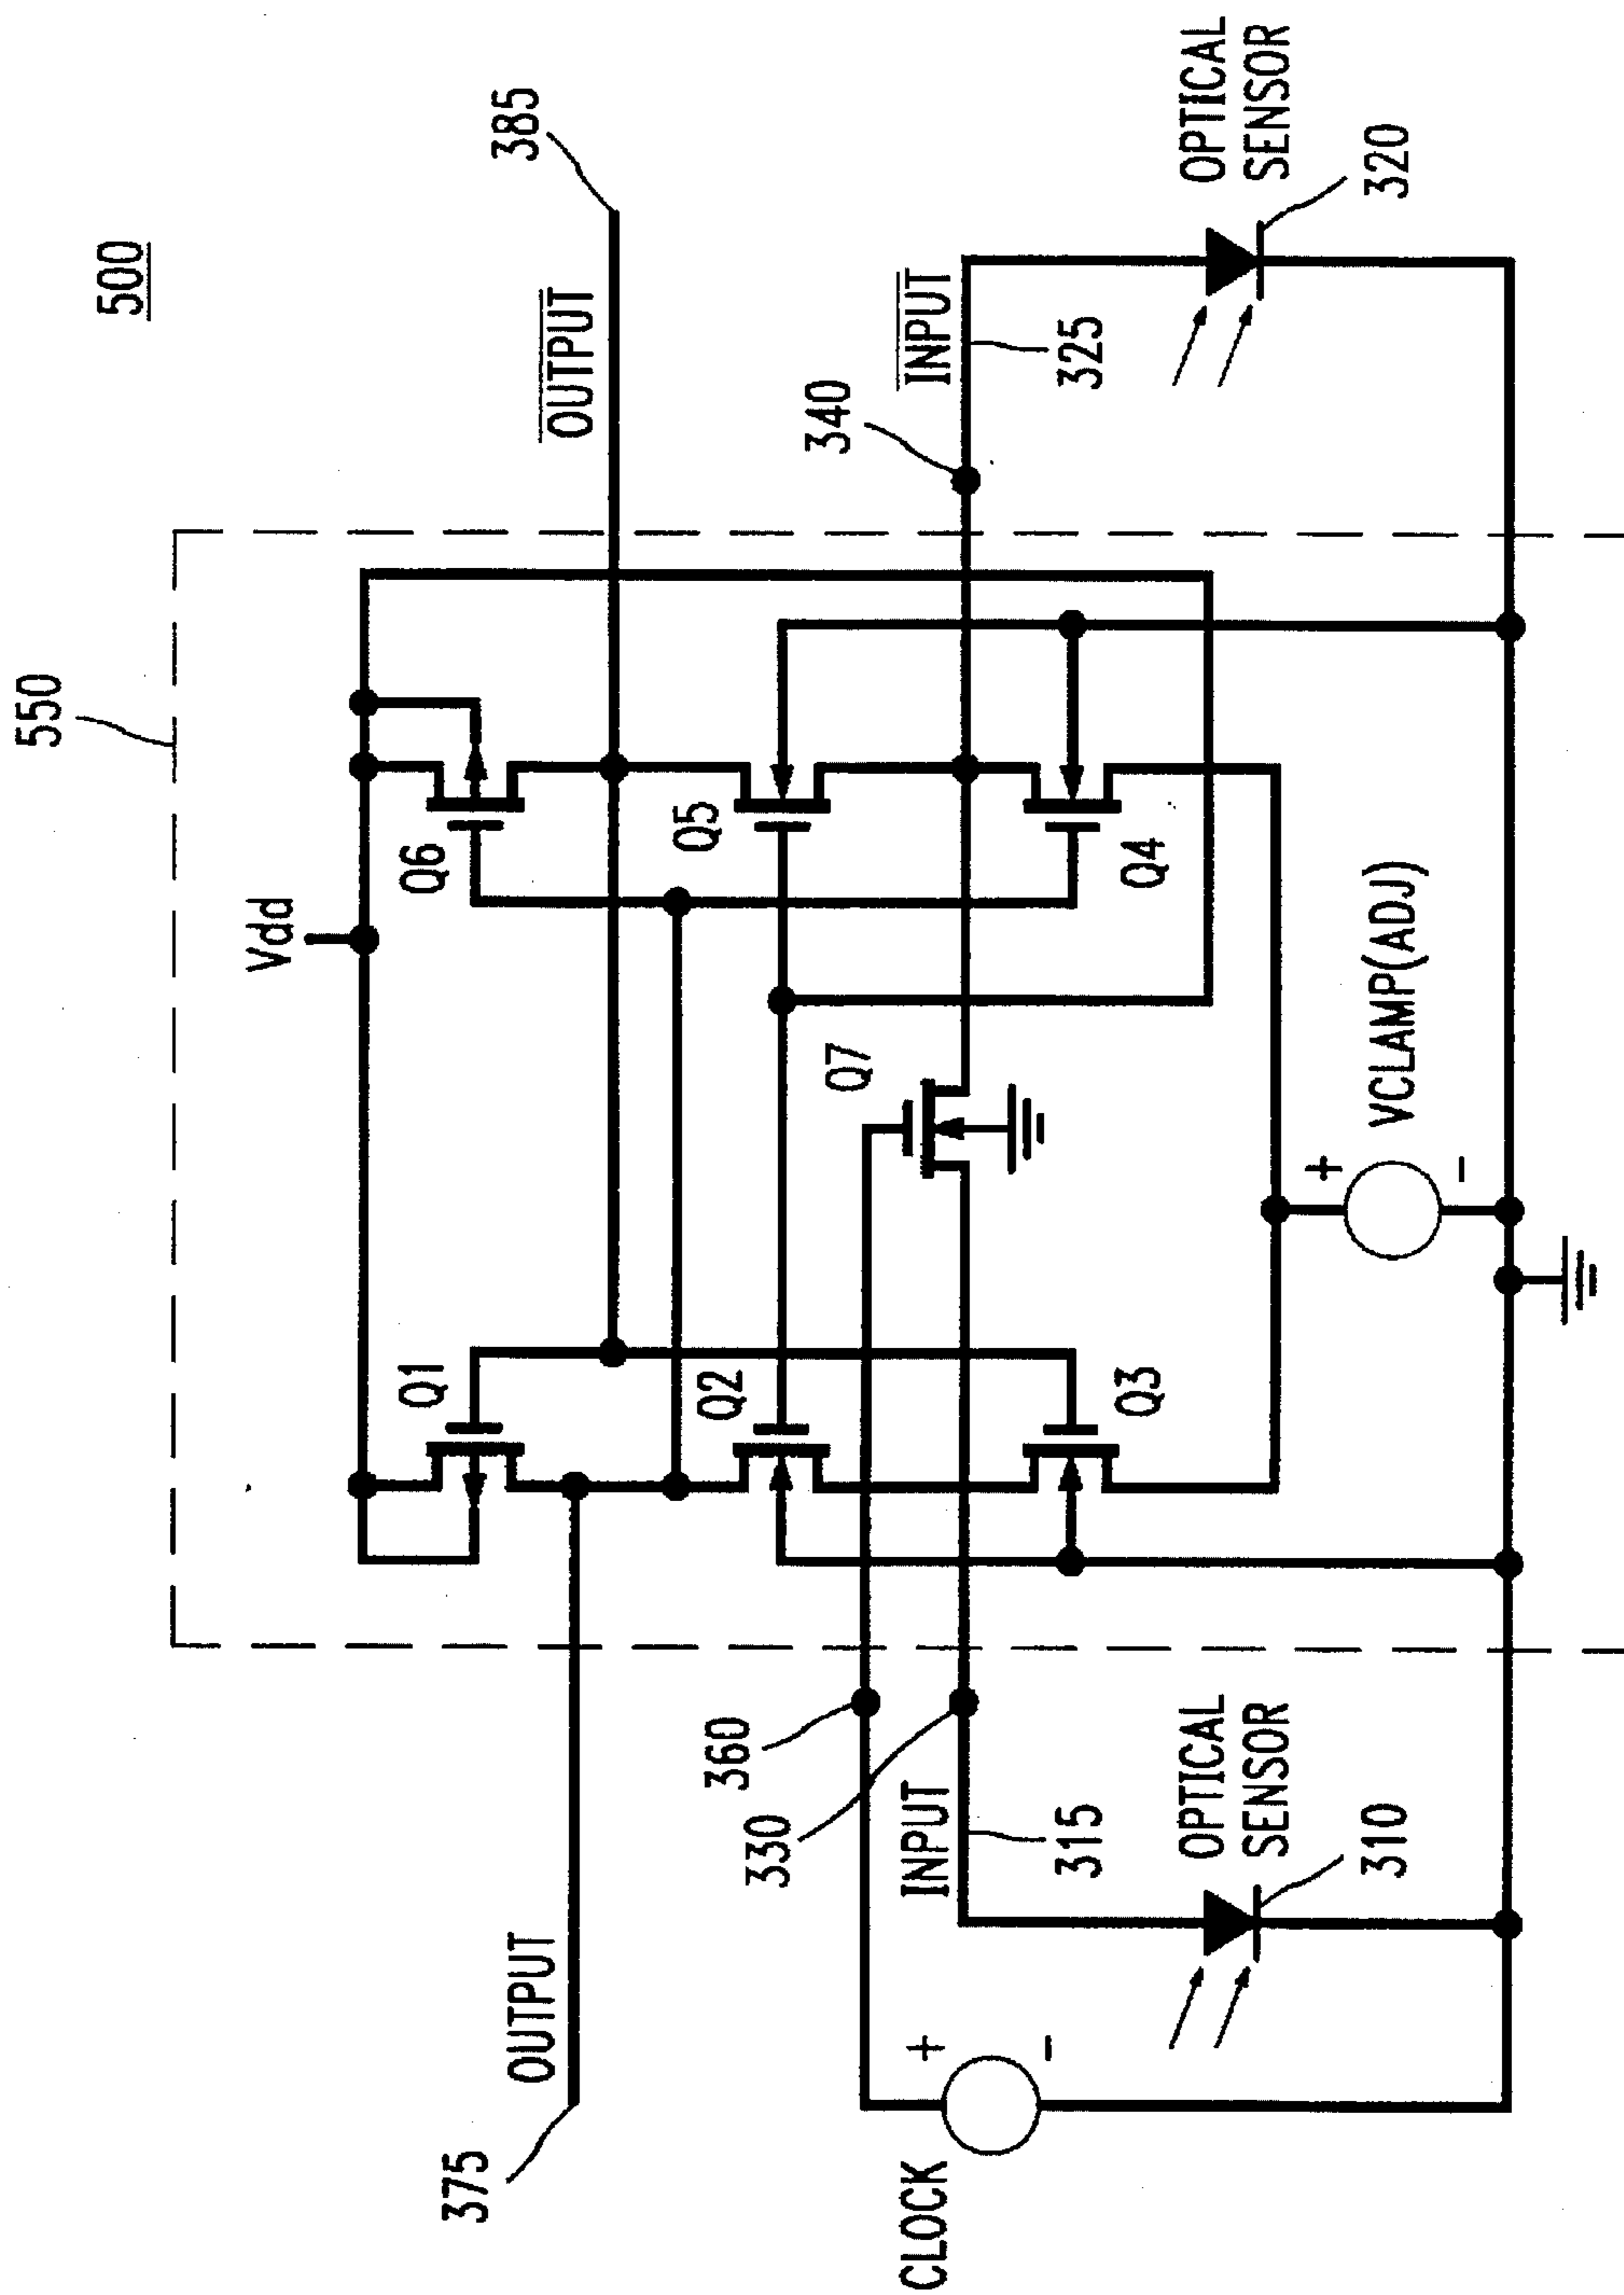 500
550
Vdd
385
OUTPUT
OUTPUT
375
Q1
Q6
Q2
Q5
Q7
340
360
330
INPUT
INPUT
325
315
Q3
Q4
CLOCK
+
-
OPTICAL
SENSOR
310
OPTICAL
SENSOR
320
+
-
VCLAMP(ADJ)